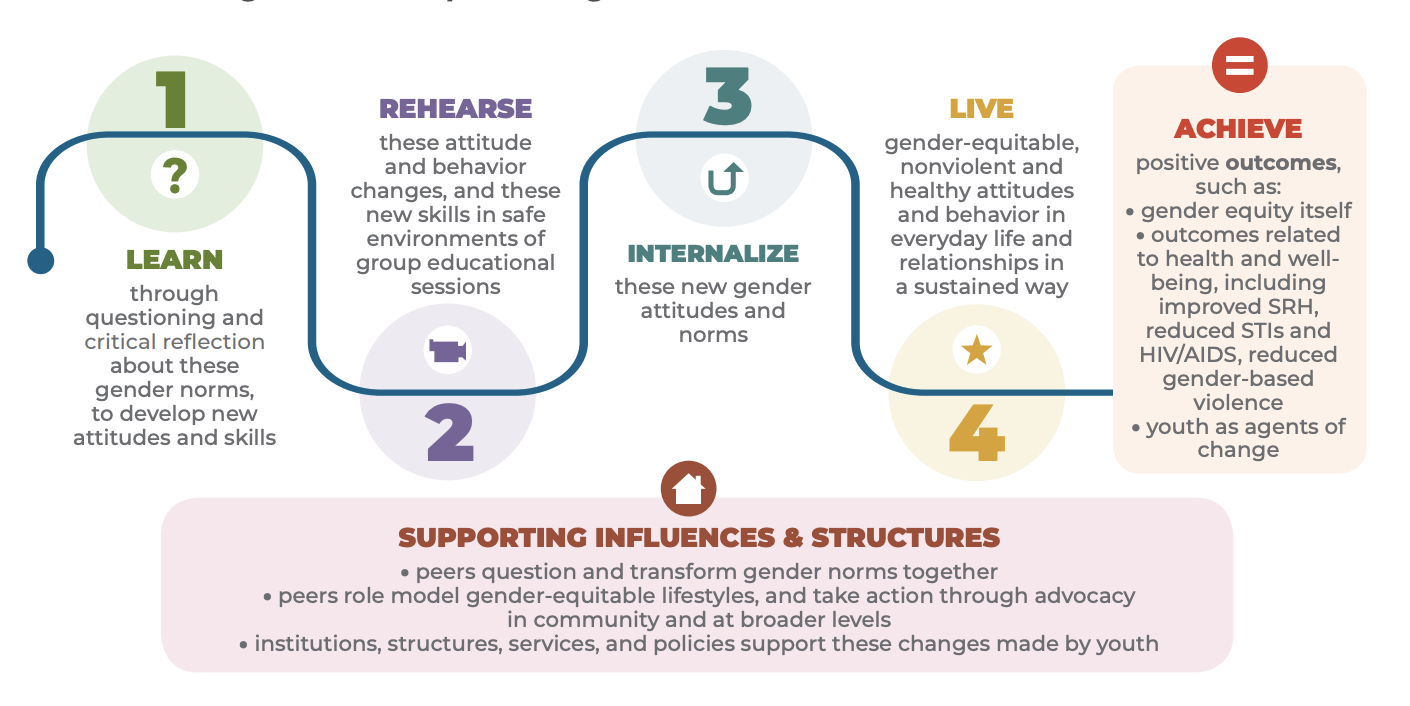 1
?
LEARN
through
questioning and
critical reflection
about these
gender norms,
to develop new
attitudes and skills
REHEARSE
these attitude
and behavior
changes, and these
new skills in safe
environments of
group educational
sessions
2
3
INTERNALIZE
these new gender
attitudes and
norms
LIVE
gender-equitable,
nonviolent and
healthy attitudes
and behavior in
everyday life and
relationships in
a sustained way
4
=
ACHIEVE
positive outcomes,
such as:
• gender equity itself
• outcomes related
to health and well-
being, including
improved SRH,
reduced STIs and
HIV/AIDS, reduced
gender-based
violence
• youth as agents of
change
SUPPORTING INFLUENCES & STRUCTURES
• peers question and transform gender norms together
• peers role model gender-equitable lifestyles, and take action through advocacy
in community and at broader levels
• institutions, structures, services, and policies support these changes made by youth